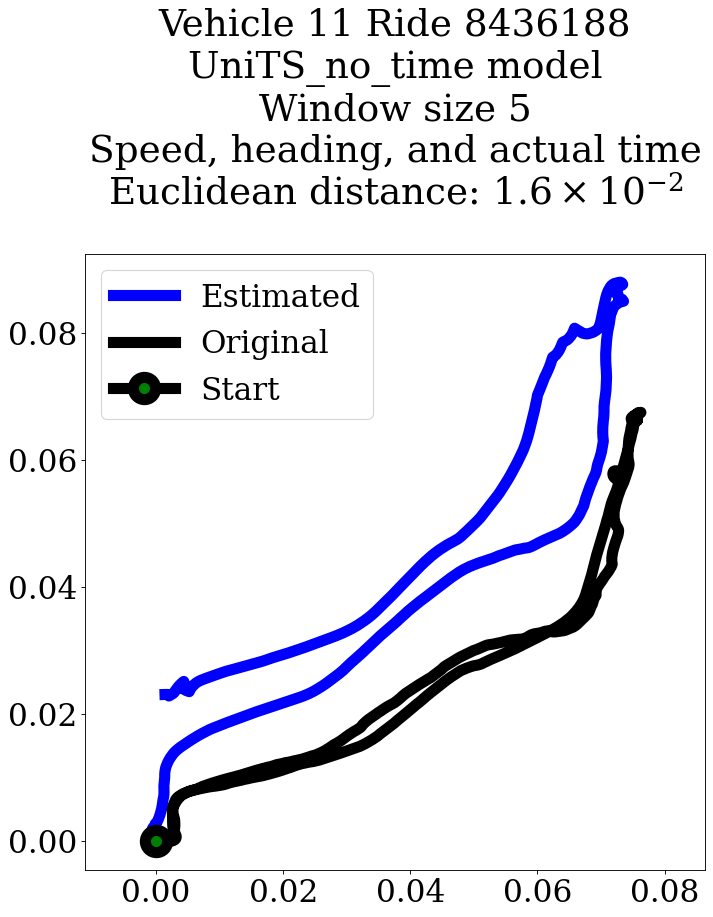 Vehicle 11 Ride 8436188
UniTS_no_time model
Window size 5
Speed, heading, and actual time
Euclidean distance: 1.6 × 10⁻²
Estimated
Original
Start
0.08
0.06
0.04
0.02
0.00
0.00 0.02 0.04 0.06 0.08